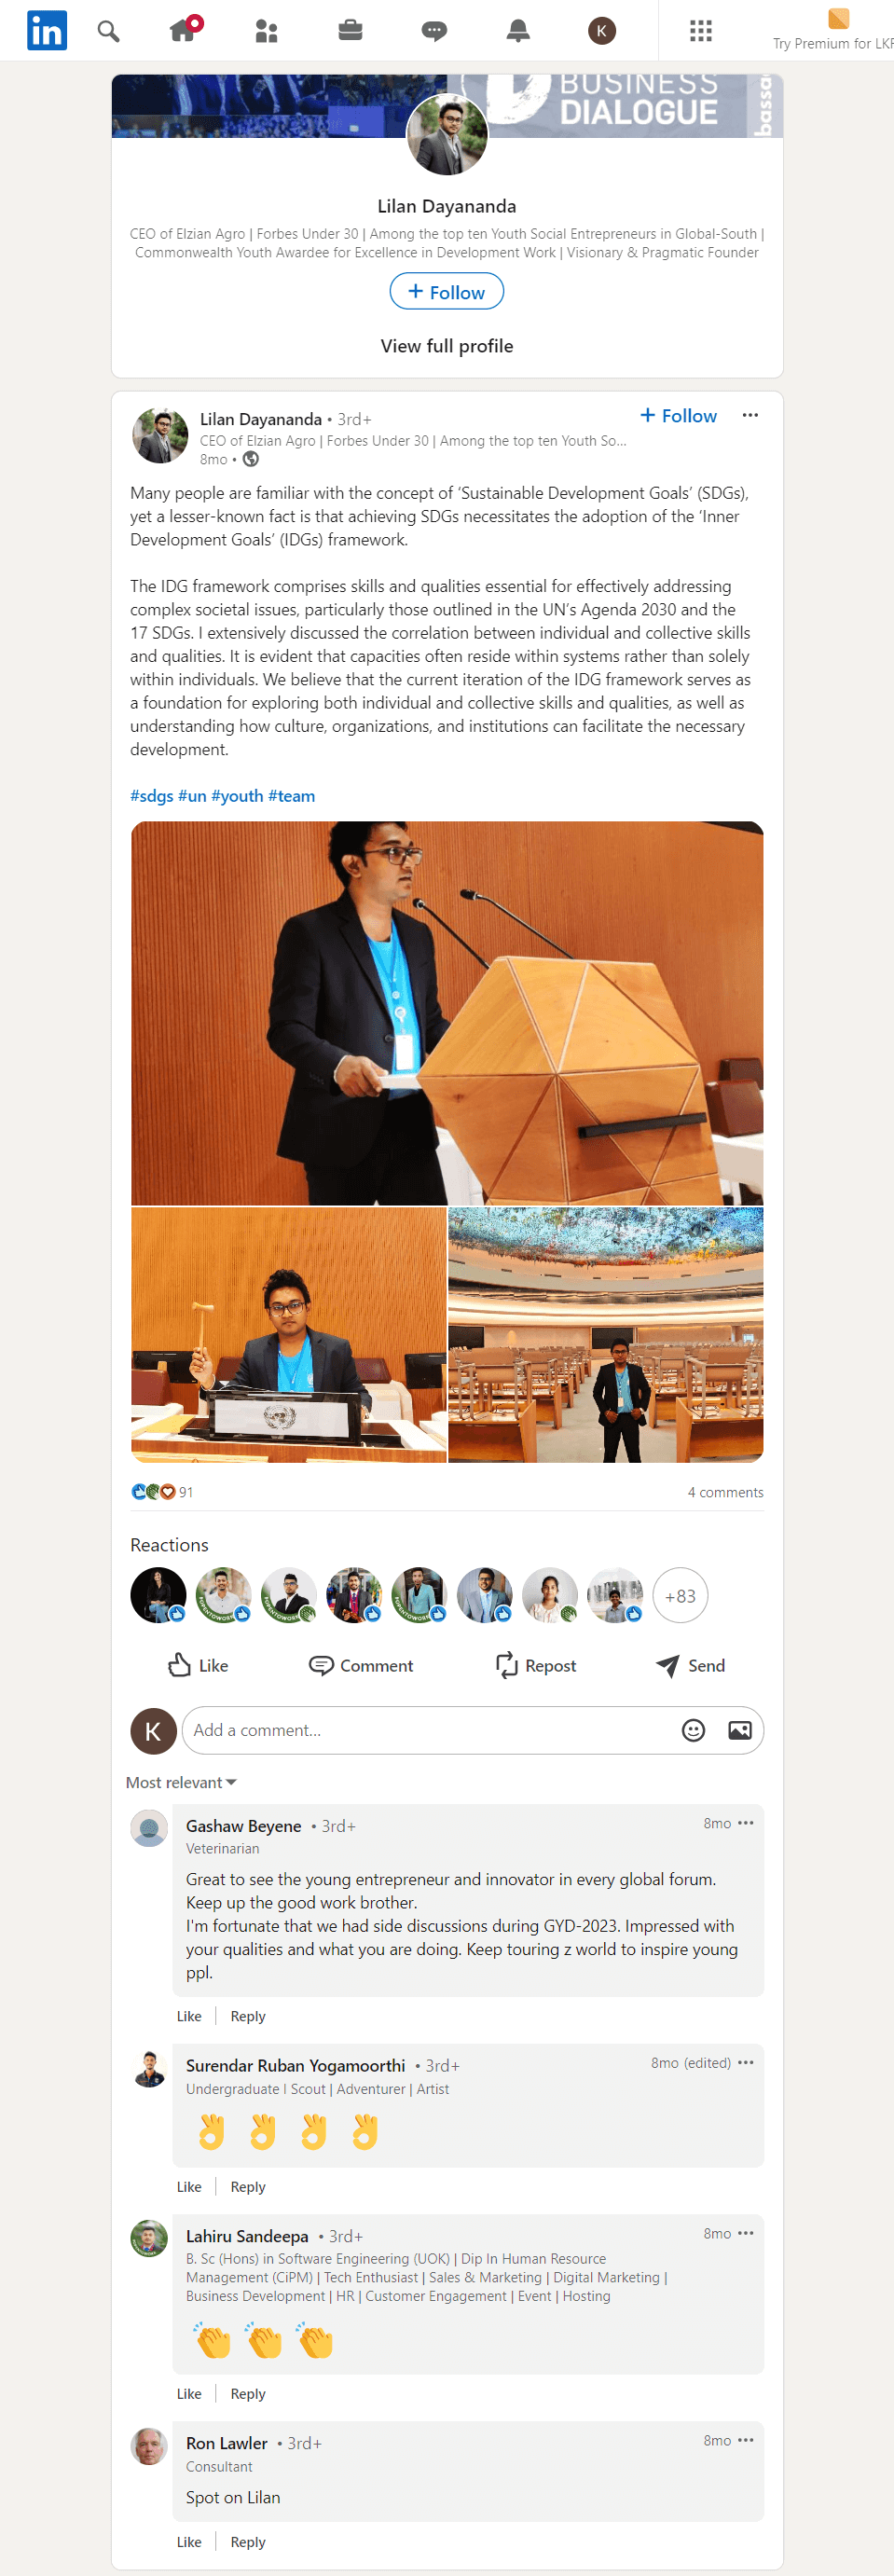 in
K
Try Premium for LKR
BUSINESS
DIALOGUE
bassa
Lilan Dayananda
CEO of Elzian Agro | Forbes Under 30 | Among the top ten Youth Social Entrepreneurs in Global-South |
Commonwealth Youth Awardee for Excellence in Development Work | Visionary & Pragmatic Founder
+ Follow
View full profile
Lilan Dayananda • 3rd+
+ Follow
CEO of Elzian Agro | Forbes Under 30 | Among the top ten Youth So...
8mo •
Many people are familiar with the concept of ‘Sustainable Development Goals’ (SDGs),
yet a lesser-known fact is that achieving SDGs necessitates the adoption of the ‘Inner
Development Goals’ (IDGs) framework.
The IDG framework comprises skills and qualities essential for effectively addressing
complex societal issues, particularly those outlined in the UN’s Agenda 2030 and the
17 SDGs. I extensively discussed the correlation between individual and collective skills
and qualities. It is evident that capacities often reside within systems rather than solely
within individuals. We believe that the current iteration of the IDG framework serves as
a foundation for exploring both individual and collective skills and qualities, as well as
understanding how culture, organizations, and institutions can facilitate the necessary
development.
#sdgs #un #youth #team
91
4 comments
Reactions
+83
Like
Comment
Repost
Send
K
Add a comment...
Most relevant
Gashaw Beyene • 3rd+
8mo
Veterinarian
Great to see the young entrepreneur and innovator in every global forum.
Keep up the good work brother.
I'm fortunate that we had side discussions during GYD-2023. Impressed with
your qualities and what you are doing. Keep touring z world to inspire young
ppl.
Like | Reply
Surendar Ruban Yogamoorthi • 3rd+
8mo (edited)
Undergraduate l Scout | Adventurer | Artist
👌 👌 👌 👌
Like | Reply
Lahiru Sandeepa • 3rd+
8mo
B. Sc (Hons) in Software Engineering (UOK) | Dip In Human Resource
Management (CiPM) | Tech Enthusiast | Sales & Marketing | Digital Marketing |
Business Development | HR | Customer Engagement | Event | Hosting
👏 👏 👏
Like | Reply
Ron Lawler • 3rd+
8mo
Consultant
Spot on Lilan
Like | Reply